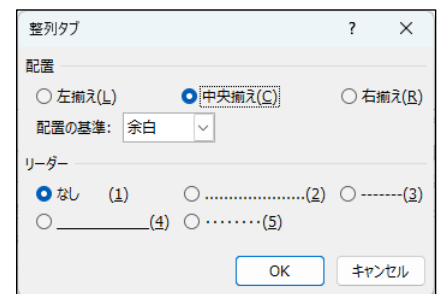 整列タブ ? ×
配置
左揃え(L) 中央揃え(C) 右揃え(R)
配置の基準: 余白
リーダー
なし (1) .....................(2) -------(3)
__________(4) ········(5)
OK キャンセル